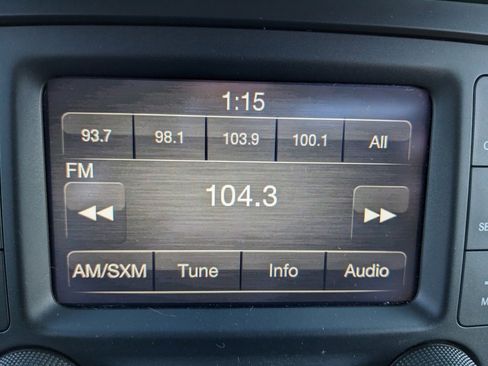 1:15
93.7 98.1 103.9 100.1 All
FM
104.3
AM/SXM Tune Info Audio